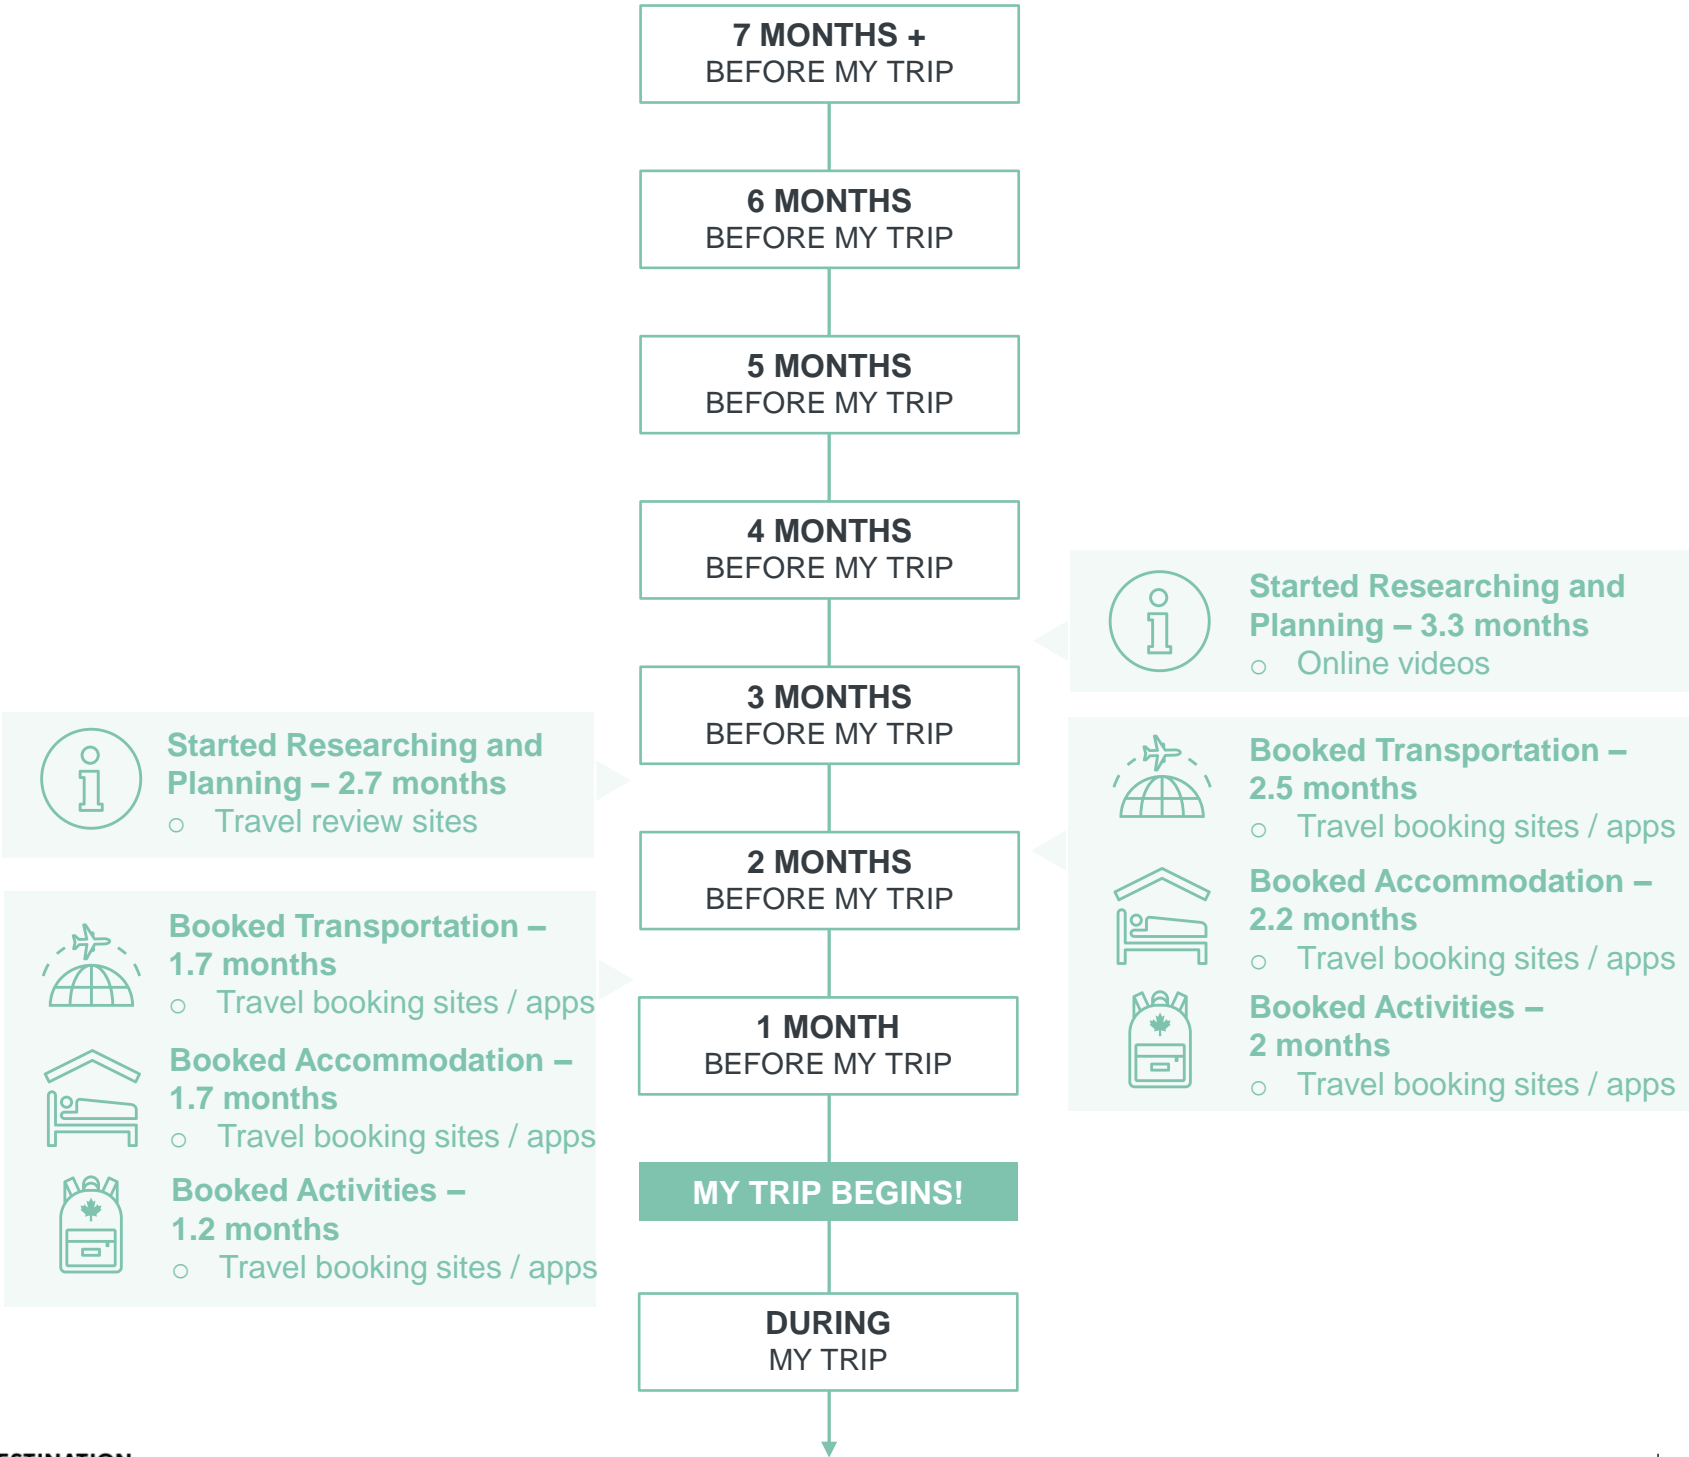 7 MONTHS +
BEFORE MY TRIP
6 MONTHS
BEFORE MY TRIP
5 MONTHS
BEFORE MY TRIP
4 MONTHS
BEFORE MY TRIP
3 MONTHS
BEFORE MY TRIP
2 MONTHS
BEFORE MY TRIP
1 MONTH
BEFORE MY TRIP
MY TRIP BEGINS!
DURING
MY TRIP
Started Researching and
Planning – 2.7 months
o Travel review sites
Booked Transportation –
1.7 months
o Travel booking sites / apps
Booked Accommodation –
1.7 months
o Travel booking sites / apps
Booked Activities –
1.2 months
o Travel booking sites / apps
Started Researching and
Planning – 3.3 months
o Online videos
Booked Transportation –
2.5 months
o Travel booking sites / apps
Booked Accommodation –
2.2 months
o Travel booking sites / apps
Booked Activities –
2 months
o Travel booking sites / apps